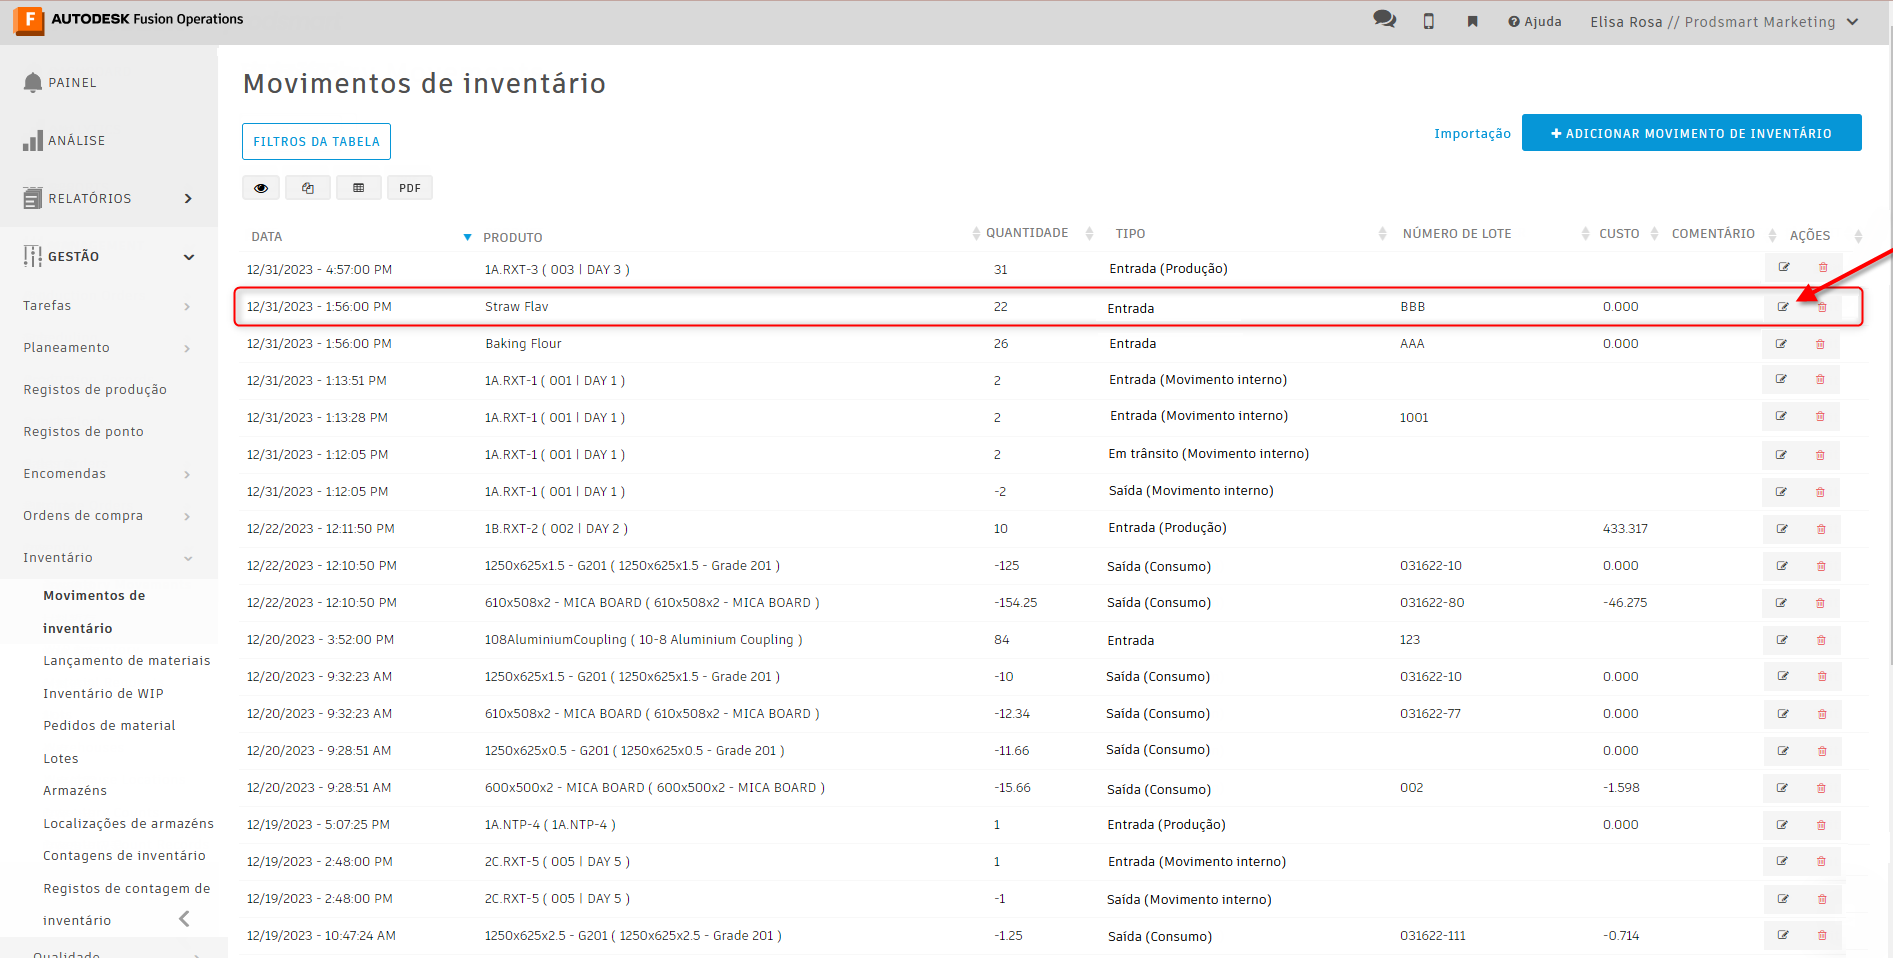 F AUTODESK Fusion Operations
Ajuda
Elisa Rosa // Prodsmart Marketing
PAINEL
ANÁLISE
RELATÓRIOS
GESTÃO
Tarefas
Planeamento
Registos de produção
Registos de ponto
Encomendas
Ordens de compra
Inventário
Movimentos de
inventário
Lançamento de materiais
Inventário de WIP
Pedidos de material
Lotes
Armazéns
Localizações de armazéns
Contagens de inventário
Registos de contagem de
inventário
Qualidade
Movimentos de inventário
FILTROS DA TABELA
Importação
+ ADICIONAR MOVIMENTO DE INVENTÁRIO
PDF
DATA PRODUTO QUANTIDADE TIPO NÚMERO DE LOTE CUSTO COMENTÁRIO AÇÕES
12/31/2023 - 4:57:00 PM 1A.RXT-3 ( 003 | DAY 3 ) 31 Entrada (Produção)
12/31/2023 - 1:56:00 PM Straw Flav 22 Entrada BBB 0.000
12/31/2023 - 1:56:00 PM Baking Flour 26 Entrada AAA 0.000
12/31/2023 - 1:13:51 PM 1A.RXT-1 ( 001 | DAY 1 ) 2 Entrada (Movimento interno)
12/31/2023 - 1:13:28 PM 1A.RXT-1 ( 001 | DAY 1 ) 2 Entrada (Movimento interno) 1001
12/31/2023 - 1:12:05 PM 1A.RXT-1 ( 001 | DAY 1 ) 2 Em trânsito (Movimento interno)
12/31/2023 - 1:12:05 PM 1A.RXT-1 ( 001 | DAY 1 ) -2 Saída (Movimento interno)
12/22/2023 - 12:11:50 PM 1B.RXT-2 ( 002 | DAY 2 ) 10 Entrada (Produção) 433.317
12/22/2023 - 12:10:50 PM 1250x625x1.5 - G201 ( 1250x625x1.5 - Grade 201 ) -125 Saída (Consumo) 031622-10 0.000
12/22/2023 - 12:10:50 PM 610x508x2 - MICA BOARD ( 610x508x2 - MICA BOARD ) -154.25 Saída (Consumo) 031622-80 -46.275
12/20/2023 - 3:52:00 PM 108AluminiumCoupling ( 10-8 Aluminium Coupling ) 84 Entrada 123
12/20/2023 - 9:32:23 AM 1250x625x1.5 - G201 ( 1250x625x1.5 - Grade 201 ) -10 Saída (Consumo) 031622-10 0.000
12/20/2023 - 9:32:23 AM 610x508x2 - MICA BOARD ( 610x508x2 - MICA BOARD ) -12.34 Saída (Consumo) 031622-77 0.000
12/20/2023 - 9:28:51 AM 1250x625x0.5 - G201 ( 1250x625x0.5 - Grade 201 ) -11.66 Saída (Consumo) 0.000
12/20/2023 - 9:28:51 AM 600x500x2 - MICA BOARD ( 600x500x2 - MICA BOARD ) -15.66 Saída (Consumo) 002 -1.598
12/19/2023 - 5:07:25 PM 1A.NTP-4 ( 1A.NTP-4 ) 1 Entrada (Produção) 0.000
12/19/2023 - 2:48:00 PM 2C.RXT-5 ( 005 | DAY 5 ) 1 Entrada (Movimento interno)
12/19/2023 - 2:48:00 PM 2C.RXT-5 ( 005 | DAY 5 ) -1 Saída (Movimento interno)
12/19/2023 - 10:47:24 AM 1250x625x2.5 - G201 ( 1250x625x2.5 - Grade 201 ) -1.25 Saída (Consumo) 031622-111 -0.714